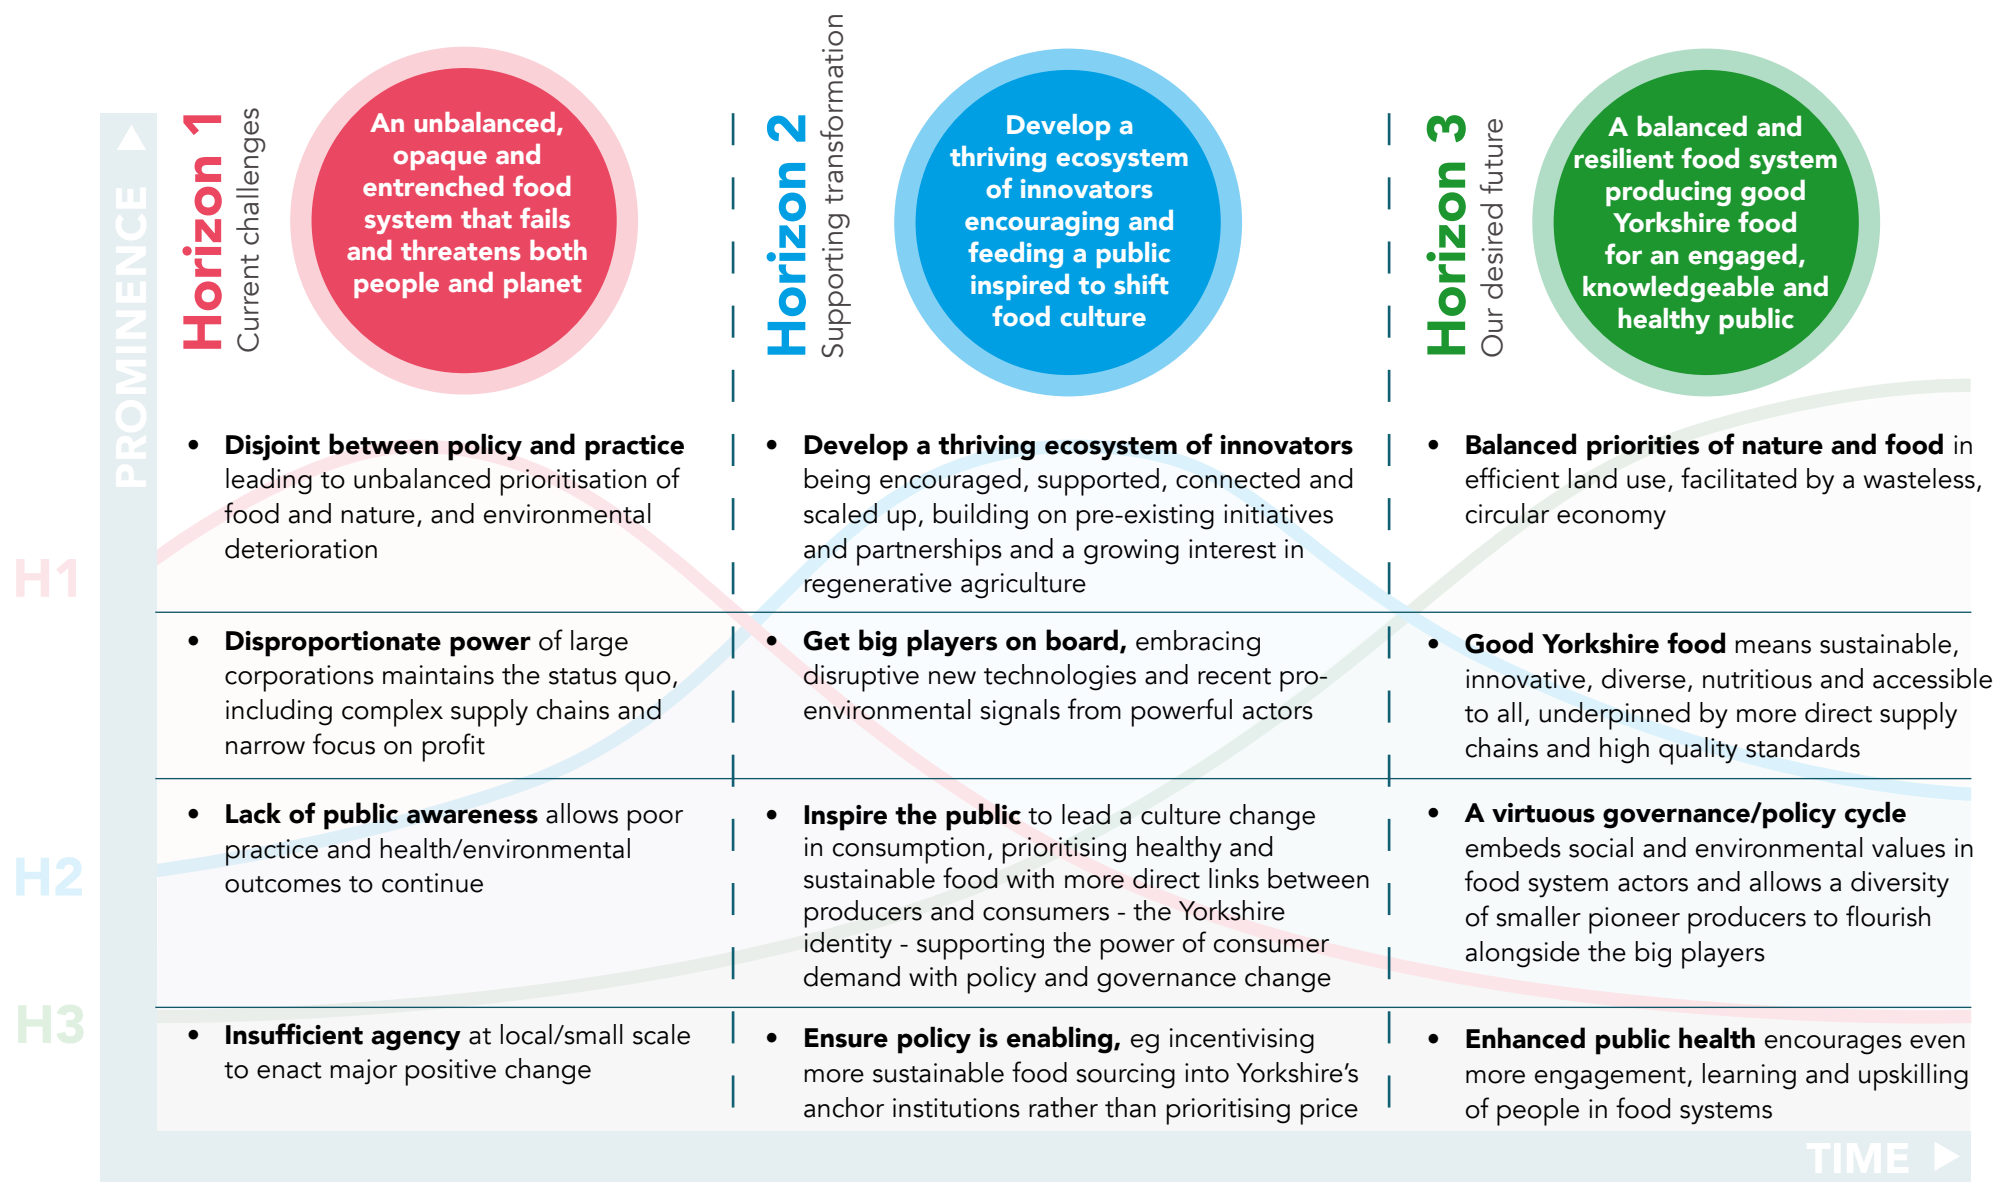 PROMINENCE
H1
H2
H3
TIME
Horizon 1
Current challenges
An unbalanced,
opaque and
entrenched food
system that fails
and threatens both
people and planet
• Disjoint between policy and practice
leading to unbalanced prioritisation of
food and nature, and environmental
deterioration
• Disproportionate power of large
corporations maintains the status quo,
including complex supply chains and
narrow focus on profit
• Lack of public awareness allows poor
practice and health/environmental
outcomes to continue
• Insufficient agency at local/small scale
to enact major positive change
Horizon 2
Supporting transformation
Develop a
thriving ecosystem
of innovators
encouraging and
feeding a public
inspired to shift
food culture
• Develop a thriving ecosystem of innovators
being encouraged, supported, connected and
scaled up, building on pre-existing initiatives
and partnerships and a growing interest in
regenerative agriculture
• Get big players on board, embracing
disruptive new technologies and recent pro-
environmental signals from powerful actors
• Inspire the public to lead a culture change
in consumption, prioritising healthy and
sustainable food with more direct links between
producers and consumers - the Yorkshire
identity - supporting the power of consumer
demand with policy and governance change
• Ensure policy is enabling, eg incentivising
more sustainable food sourcing into Yorkshire’s
anchor institutions rather than prioritising price
Horizon 3
Our desired future
A balanced and
resilient food system
producing good
Yorkshire food
for an engaged,
knowledgeable and
healthy public
• Balanced priorities of nature and food in
efficient land use, facilitated by a wasteless,
circular economy
• Good Yorkshire food means sustainable,
innovative, diverse, nutritious and accessible
to all, underpinned by more direct supply
chains and high quality standards
• A virtuous governance/policy cycle
embeds social and environmental values in
food system actors and allows a diversity
of smaller pioneer producers to flourish
alongside the big players
• Enhanced public health encourages even
more engagement, learning and upskilling
of people in food systems